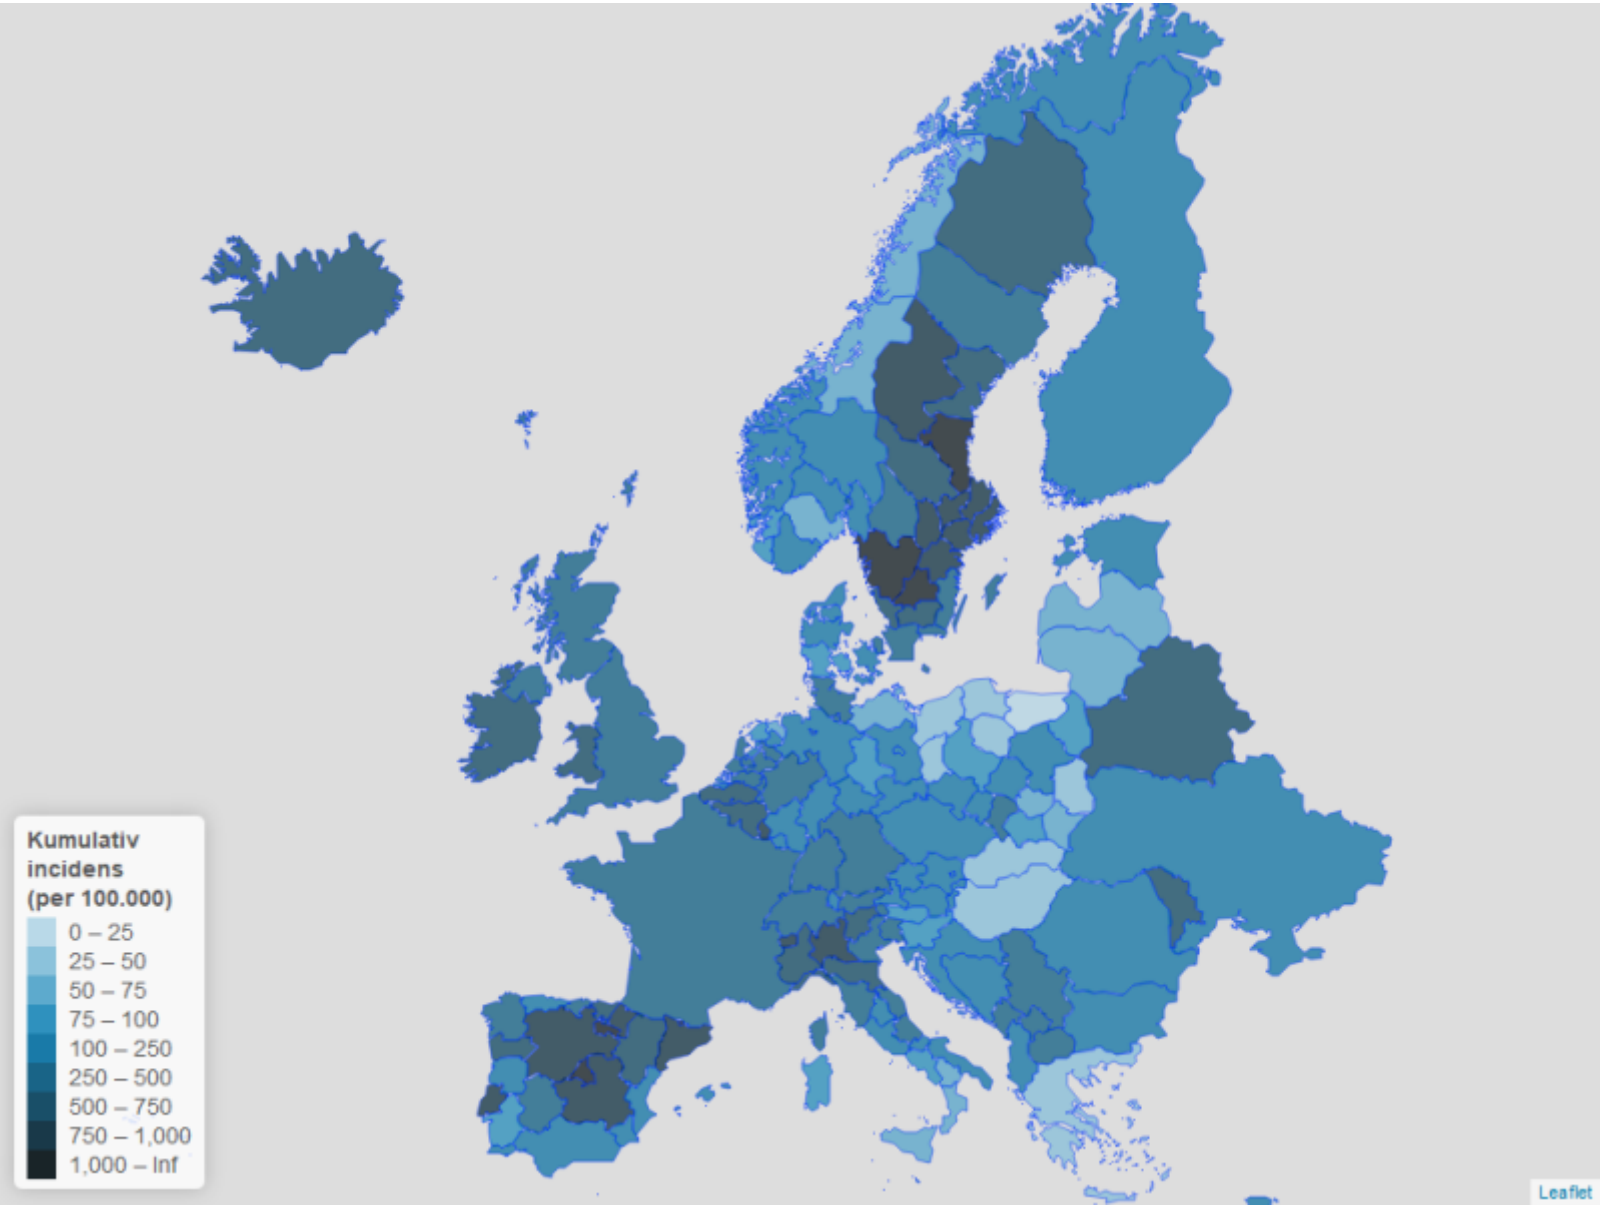 Kumulativ
incidens
(per 100.000)
0 – 25
25 – 50
50 – 75
75 – 100
100 – 250
250 – 500
500 – 750
750 – 1,000
1,000 – Inf
Leaflet